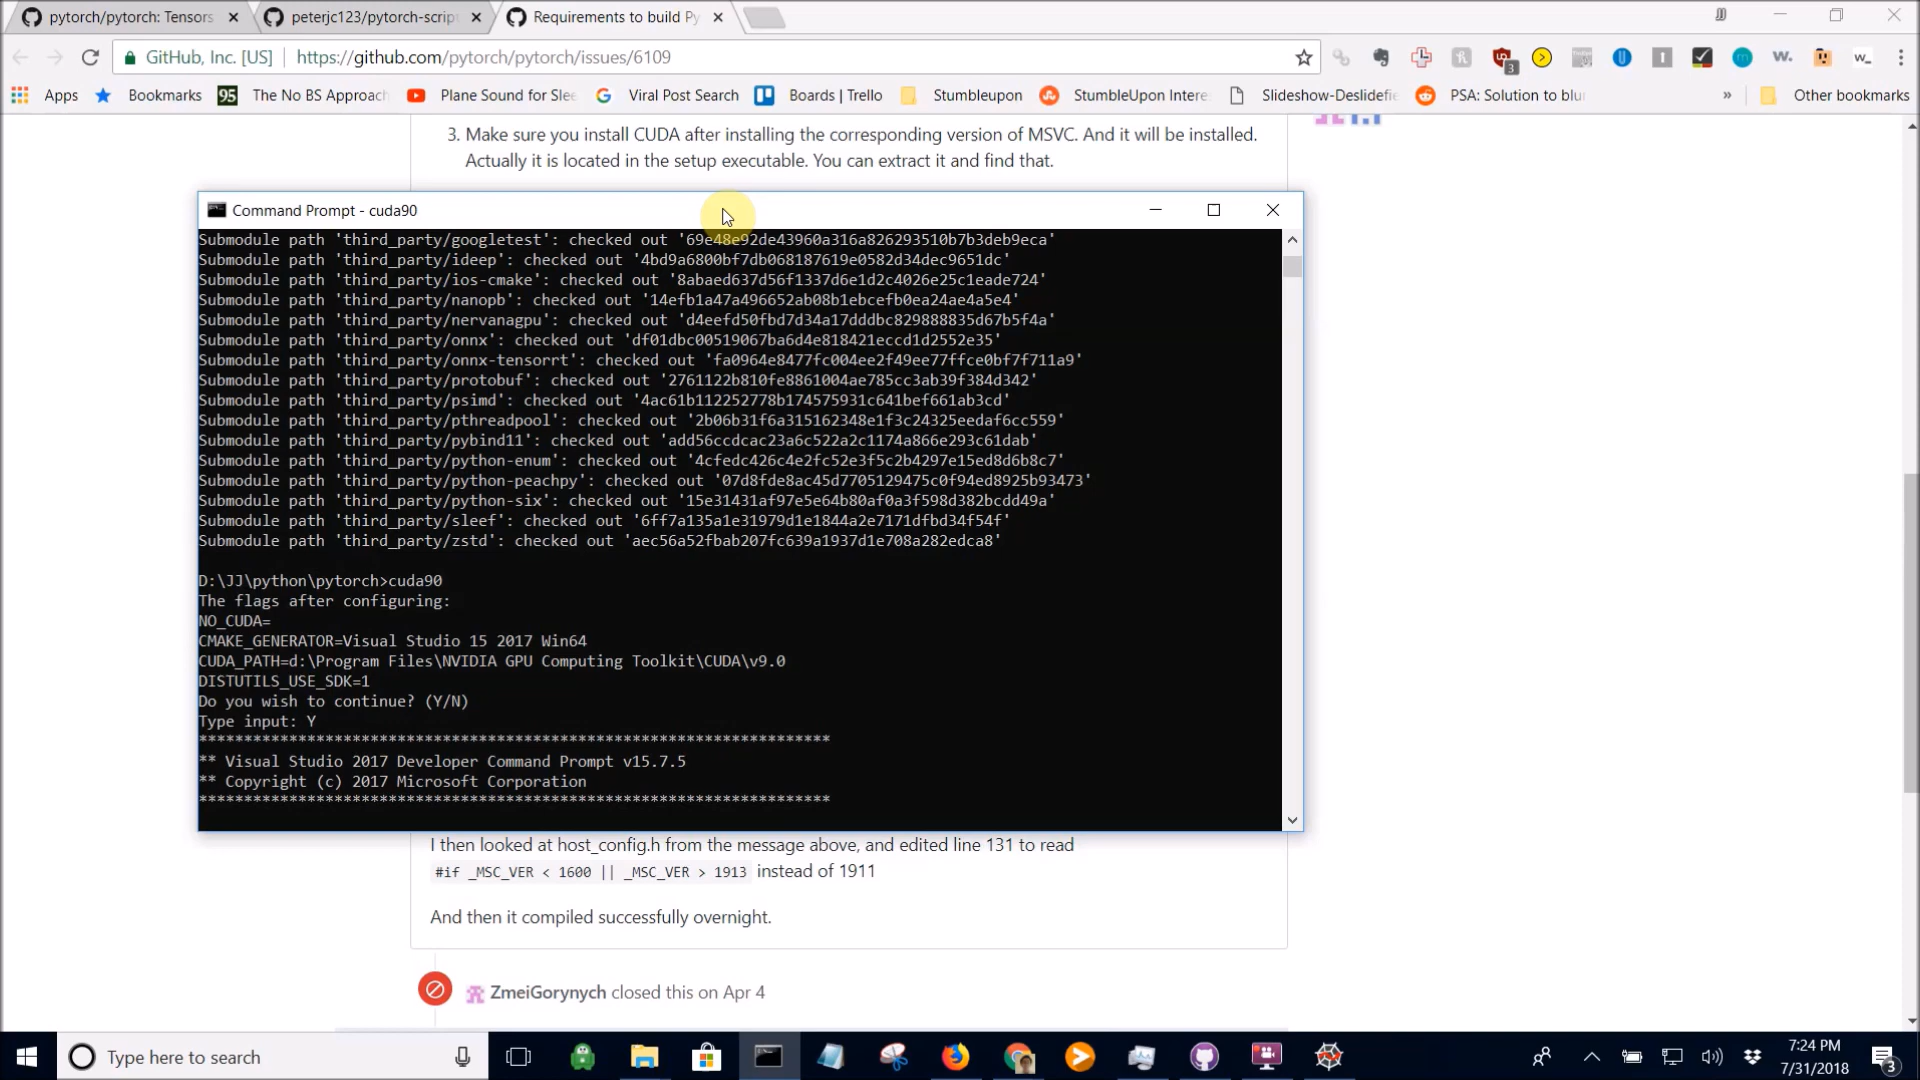 pytorch/pytorch: Tensors
peterjc123/pytorch-script
Requirements to build Py
GitHub, Inc. [US]
https://github.com/pytorch/pytorch/issues/6109
3
w.
w_
Apps
Bookmarks
95
The No BS Approach
Plane Sound for Slee
Viral Post Search
Boards | Trello
Stumbleupon
StumbleUpon Intere
Slideshow-Deslidefie
PSA: Solution to blur
»
Other bookmarks
3. Make sure you install CUDA after installing the corresponding version of MSVC. And it will be installed.
Actually it is located in the setup executable. You can extract it and find that.
Command Prompt - cuda90
Submodule path 'third_party/googletest': checked out '69e48e92de43960a316a826293510b7b3deb9eca'
Submodule path 'third_party/ideep': checked out '4bd9a6800bf7db068187619e0582d34dec9651dc'
Submodule path 'third_party/ios-cmake': checked out '8abaed637d56f1337d6e1d2c4026e25c1eade724'
Submodule path 'third_party/nanopb': checked out '14efb1a47a496652ab08b1ebcefb0ea24ae4a5e4'
Submodule path 'third_party/nervanagpu': checked out 'd4eefd50fbd7d34a17dddbc829888835d67b5f4a'
Submodule path 'third_party/onnx': checked out 'df01dbc00519067ba6d4e818421eccd1d2552e35'
Submodule path 'third_party/onnx-tensorrt': checked out 'fa0964e8477fc004ee2f49ee77ffce0bf7f711a9'
Submodule path 'third_party/protobuf': checked out '2761122b810fe8861004ae785cc3ab39f384d342'
Submodule path 'third_party/psimd': checked out '4ac61b112252778b174575931c641bef661ab3cd'
Submodule path 'third_party/pthreadpool': checked out '2b06b31f6a315162348e1f3c24325eedaf6cc559'
Submodule path 'third_party/pybind11': checked out 'add56ccdcac23a6c522a2c1174a866e293c61dab'
Submodule path 'third_party/python-enum': checked out '4cfedc426c4e2fc52e3f5c2b4297e15ed8d6b8c7'
Submodule path 'third_party/python-peachpy': checked out '07d8fde8ac45d7705129475c0f94ed8925b93473'
Submodule path 'third_party/python-six': checked out '15e31431af97e5e64b80af0a3f598d382bcdd49a'
Submodule path 'third_party/sleef': checked out '6ff7a135a1e31979d1e1844a2e7171dfbd34f54f'
Submodule path 'third_party/zstd': checked out 'aec56a52fbab207fc639a1937d1e708a282edca8'
D:\JJ\python\pytorch>cuda90
The flags after configuring:
NO_CUDA=
CMAKE_GENERATOR=Visual Studio 15 2017 Win64
CUDA_PATH=d:\Program Files\NVIDIA GPU Computing Toolkit\CUDA\v9.0
DISTUTILS_USE_SDK=1
Do you wish to continue? (Y/N)
Type input: Y
**********************************************************************
** Visual Studio 2017 Developer Command Prompt v15.7.5
** Copyright (c) 2017 Microsoft Corporation
**********************************************************************
I then looked at host_config.h from the message above, and edited line 131 to read
#if _MSC_VER < 1600 || _MSC_VER > 1913 instead of 1911
And then it compiled successfully overnight.
ZmeiGorynych closed this on Apr 4
Type here to search
7:24 PM
7/31/2018
3